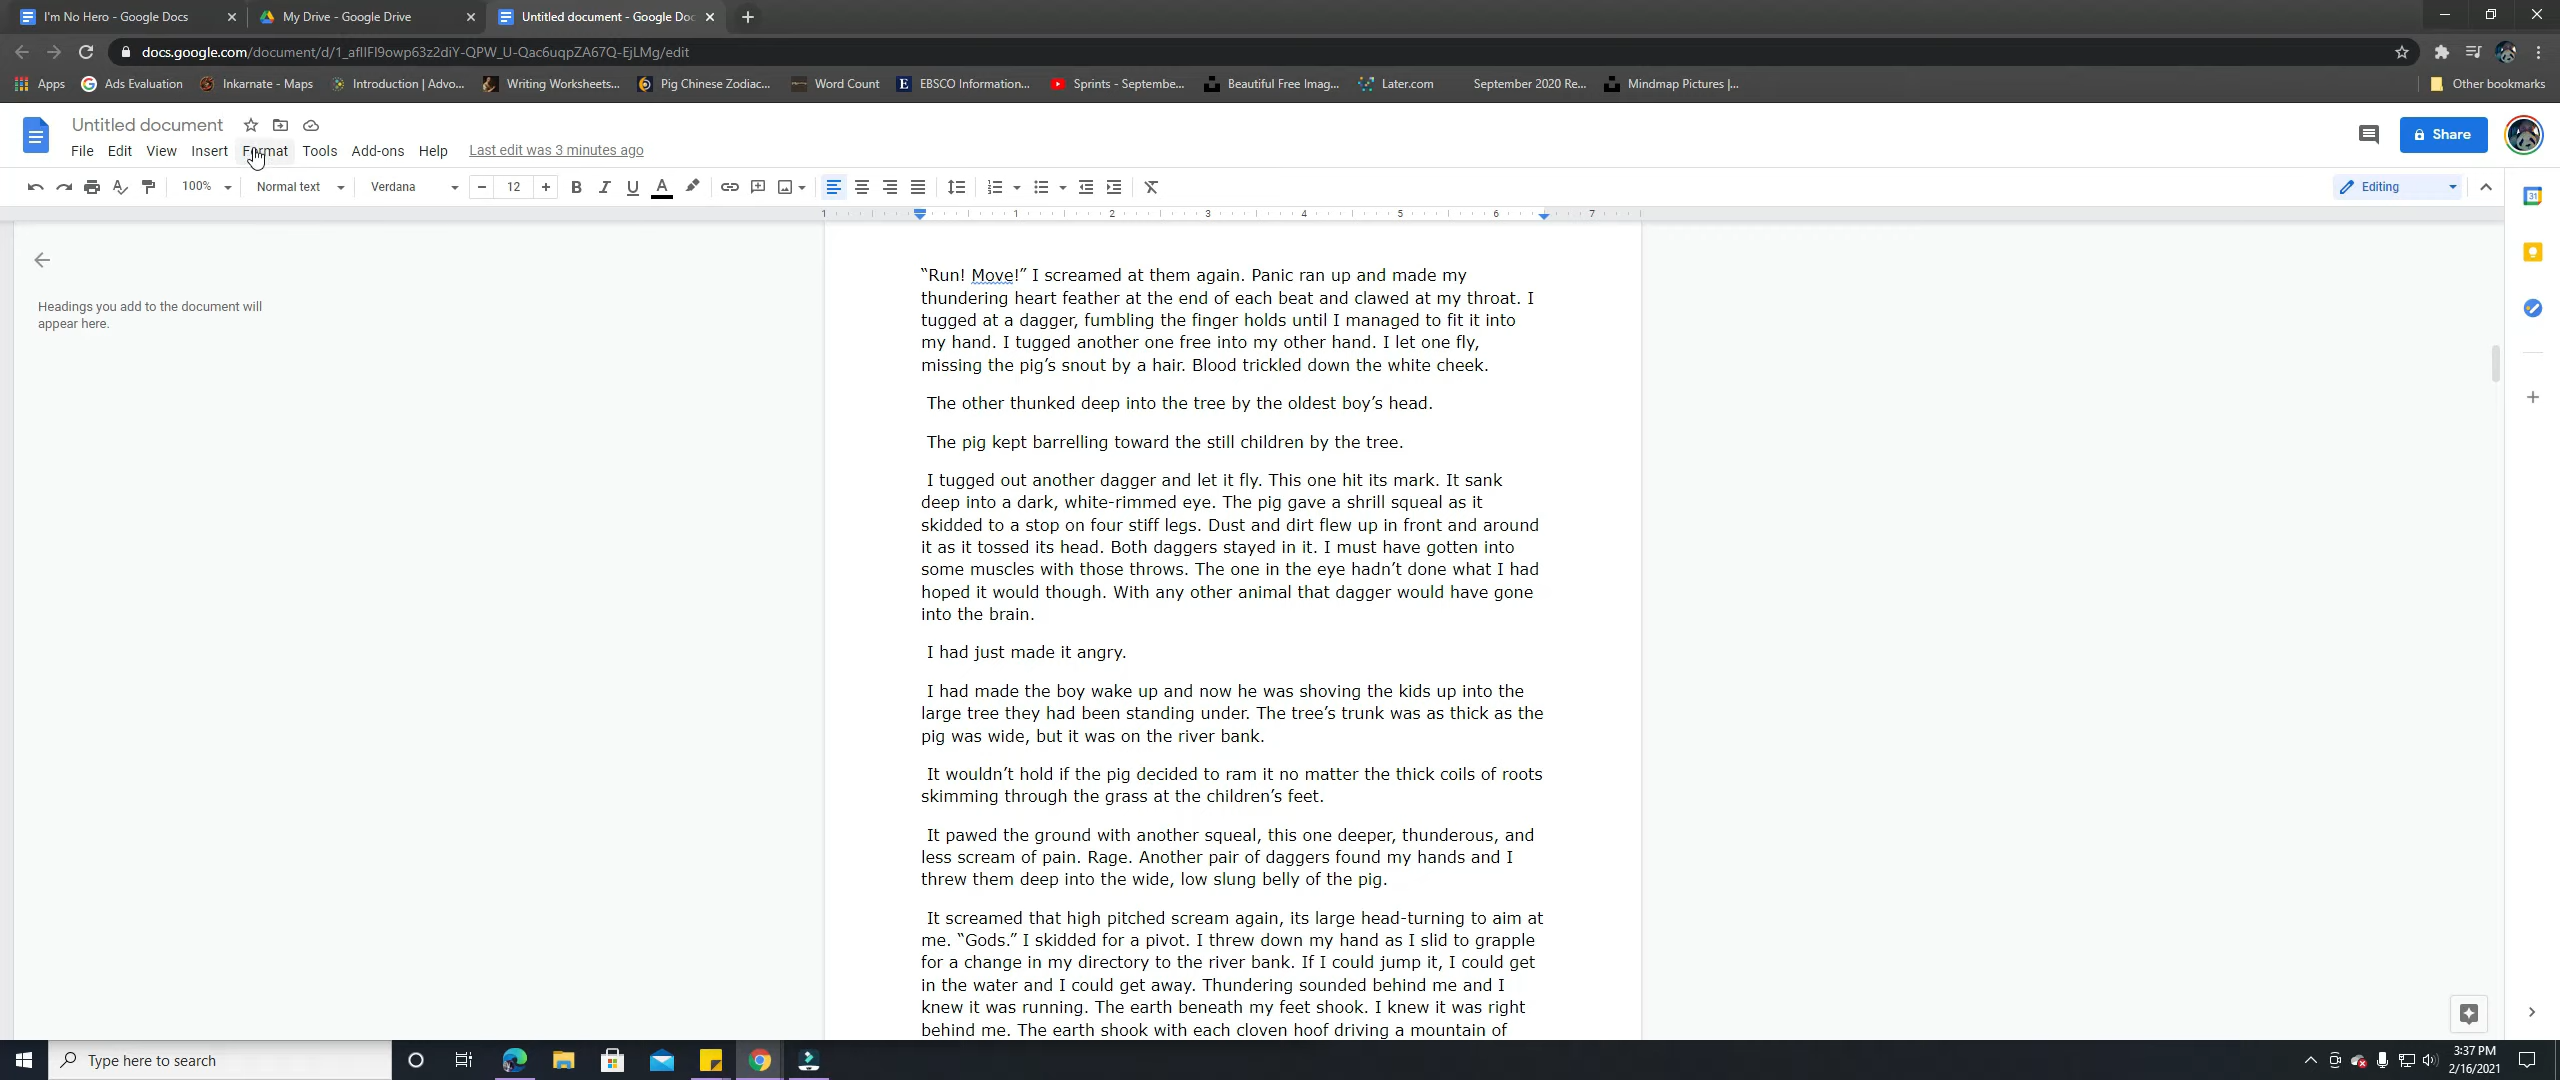 I'm No Hero - Google Docs
My Drive - Google Drive
Untitled document - Google Doc
docs.google.com/document/d/1_aflIFI9owp63z2diY-QPW_U-Qac6uqpZA67Q-EjLMg/edit
Apps
Ads Evaluation
Inkarnate - Maps
Introduction | Advo...
Writing Worksheets...
Pig Chinese Zodiac...
Word Count
EBSCO Information...
Sprints - Septembe...
Beautiful Free Imag...
Later.com
September 2020 Re...
Mindmap Pictures |...
Other bookmarks
Untitled document
File Edit View Insert Format Tools Add-ons Help Last edit was 3 minutes ago
Share
100% Normal text Verdana 12
Editing
1 1 2 3 4 5 6 7
Headings you add to the document will
appear here.
“Run! Move!” I screamed at them again. Panic ran up and made my
thundering heart feather at the end of each beat and clawed at my throat. I
tugged at a dagger, fumbling the finger holds until I managed to fit it into
my hand. I tugged another one free into my other hand. I let one fly,
missing the pig’s snout by a hair. Blood trickled down the white cheek.
The other thunked deep into the tree by the oldest boy’s head.
The pig kept barrelling toward the still children by the tree.
I tugged out another dagger and let it fly. This one hit its mark. It sank
deep into a dark, white-rimmed eye. The pig gave a shrill squeal as it
skidded to a stop on four stiff legs. Dust and dirt flew up in front and around
it as it tossed its head. Both daggers stayed in it. I must have gotten into
some muscles with those throws. The one in the eye hadn’t done what I had
hoped it would though. With any other animal that dagger would have gone
into the brain.
I had just made it angry.
I had made the boy wake up and now he was shoving the kids up into the
large tree they had been standing under. The tree’s trunk was as thick as the
pig was wide, but it was on the river bank.
It wouldn’t hold if the pig decided to ram it no matter the thick coils of roots
skimming through the grass at the children’s feet.
It pawed the ground with another squeal, this one deeper, thunderous, and
less scream of pain. Rage. Another pair of daggers found my hands and I
threw them deep into the wide, low slung belly of the pig.
It screamed that high pitched scream again, its large head-turning to aim at
me. “Gods.” I skidded for a pivot. I threw down my hand as I slid to grapple
for a change in my directory to the river bank. If I could jump it, I could get
in the water and I could get away. Thundering sounded behind me and I
knew it was running. The earth beneath my feet shook. I knew it was right
behind me. The earth shook with each cloven hoof driving a mountain of
Type here to search
3:37 PM
2/16/2021